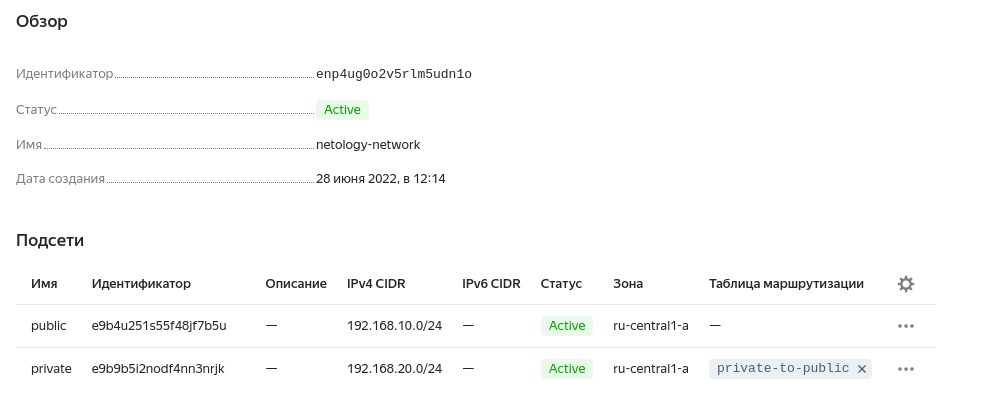 Обзор
Идентификатор enp4ug0o2v5rlm5udn1o
Статус Active
Имя netology-network
Дата создания 28 июня 2022, в 12:14
Подсети
Имя Идентификатор Описание IPv4 CIDR IPv6 CIDR Статус Зона Таблица маршрутизации
public e9b4u251s55f48jf7b5u — 192.168.10.0/24 — Active ru-central1-a —
private e9b9b5i2nodf4nn3nrjk — 192.168.20.0/24 — Active ru-central1-a private-to-public